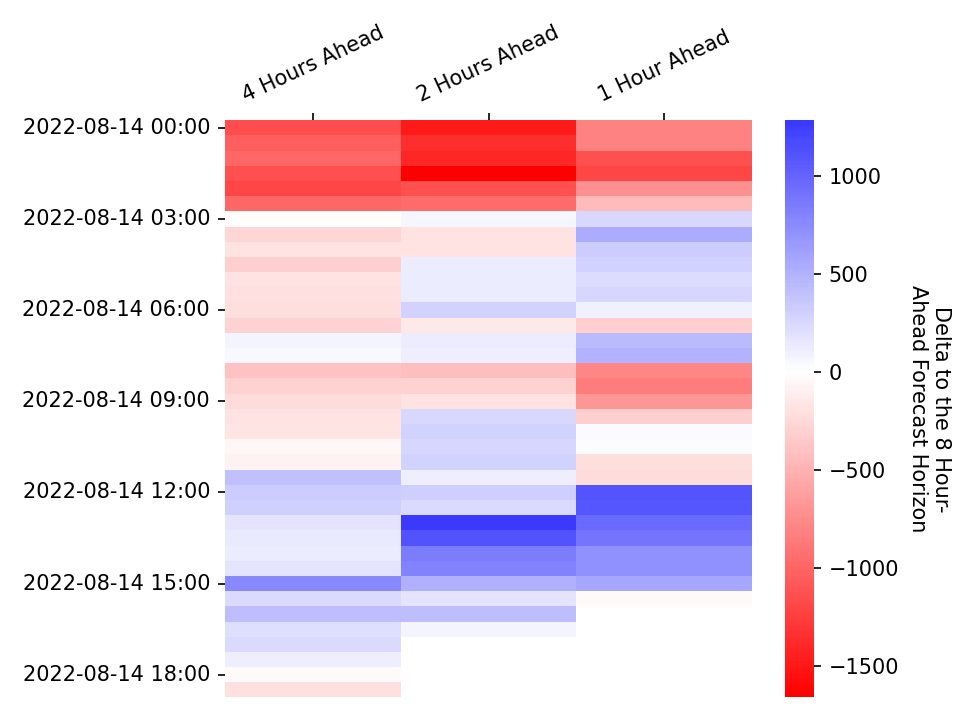 4 Hours Ahead
2 Hours Ahead
1 Hour Ahead
2022-08-14 00:00
2022-08-14 03:00
2022-08-14 06:00
2022-08-14 09:00
2022-08-14 12:00
2022-08-14 15:00
2022-08-14 18:00
1000
500
0
−500
−1000
−1500
Delta to the 8 Hour-
Ahead Forecast Horizon